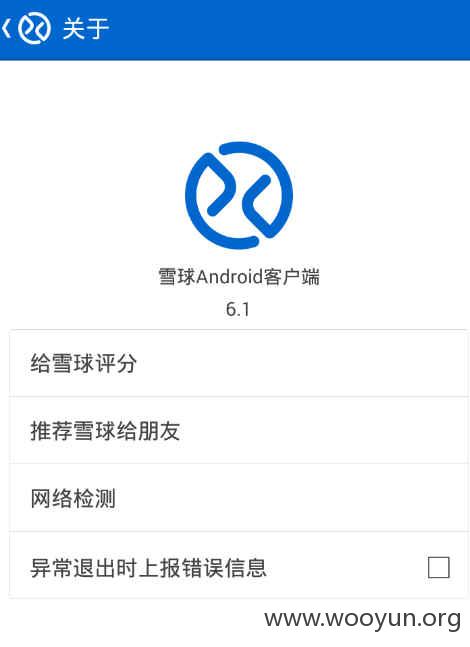 关于
雪球Android客户端
6.1
给雪球评分
推荐雪球给朋友
网络检测
异常退出时上报错误信息
www.wooyun.org